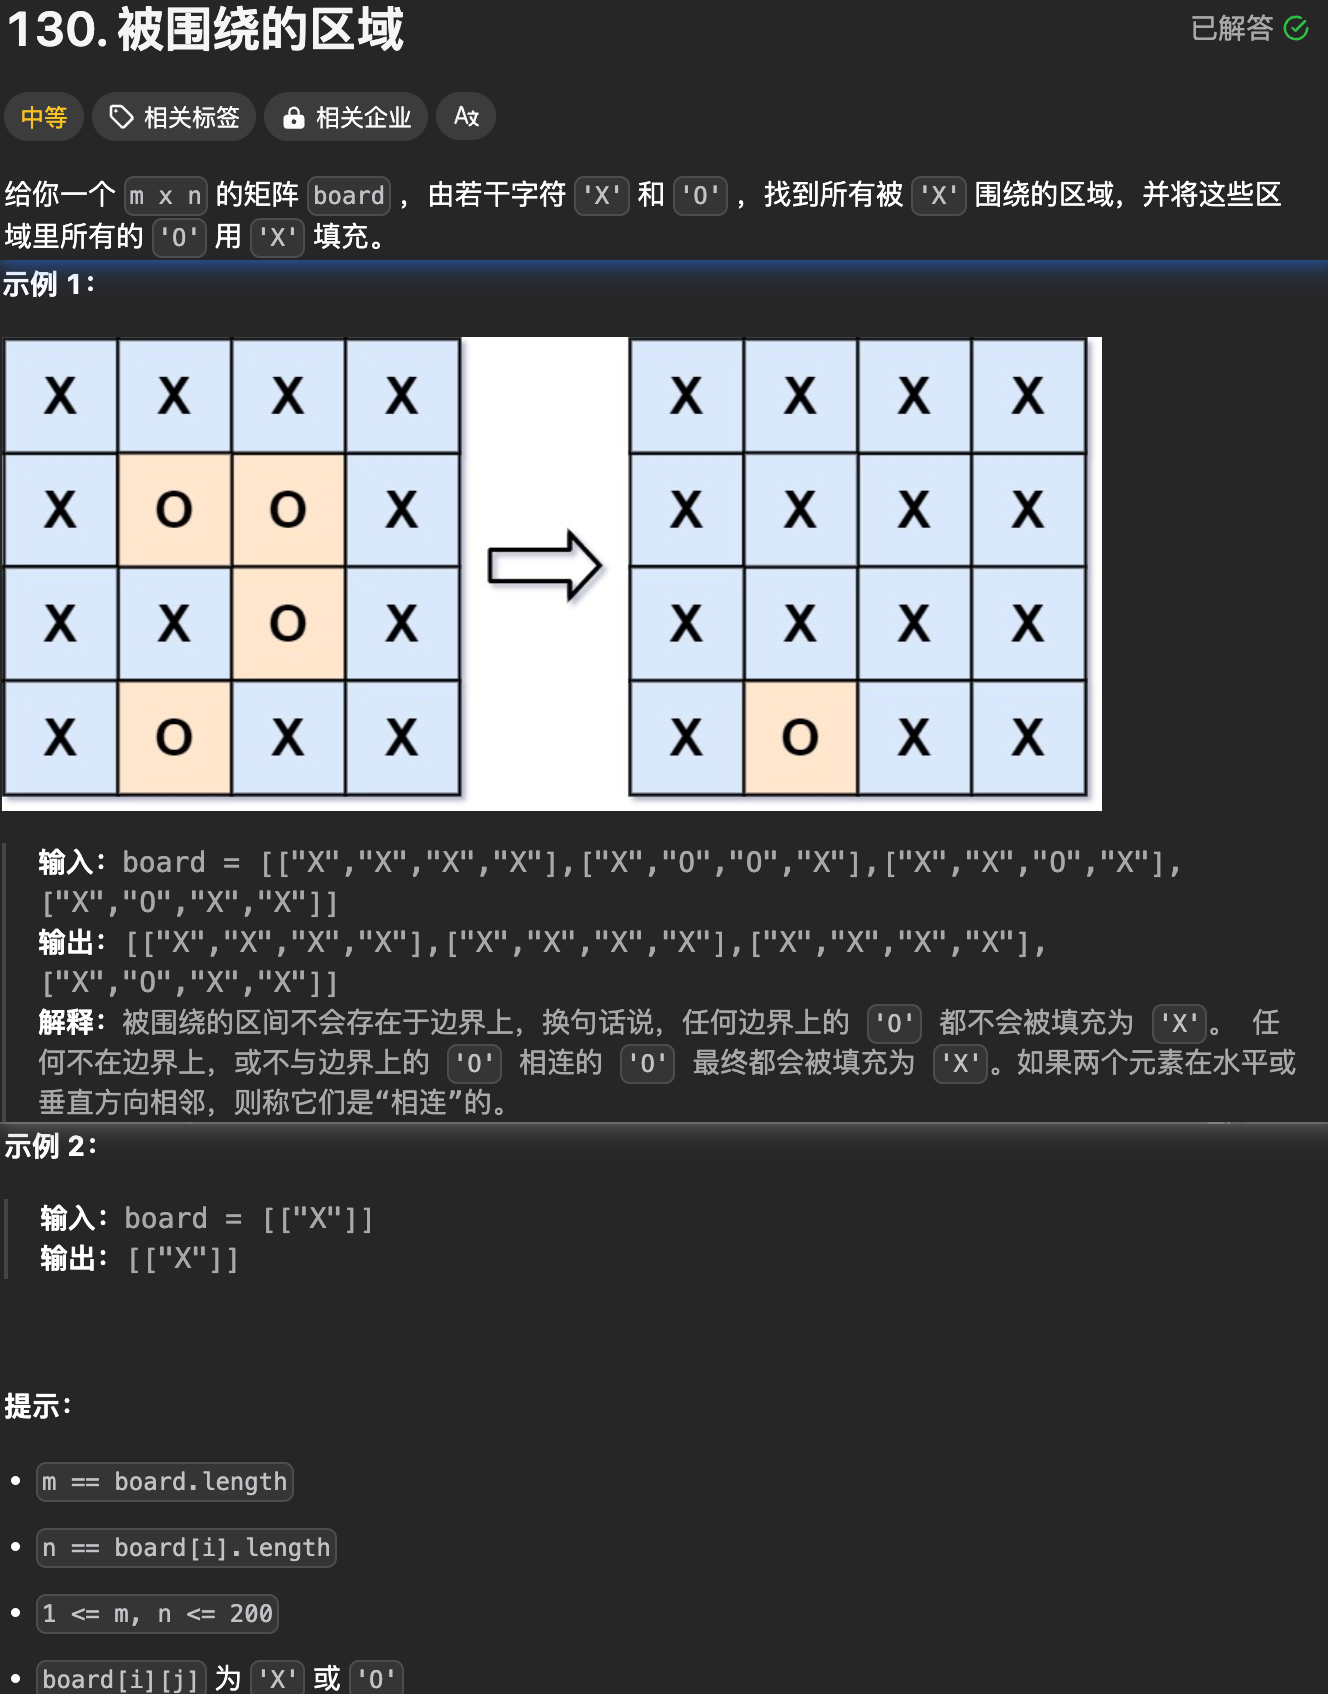 130. 被围绕的区域
已解答
中等 相关标签 相关企业
给你一个 m x n 的矩阵 board ，由若干字符 'X' 和 'O' ，找到所有被 'X' 围绕的区域，并将这些区
域里所有的 'O' 用 'X' 填充。
示例 1：
X X X X X X X X
X O O X X X X X
X X O X X X X X
X O X X X O X X
输入：board = [["X","X","X","X"],["X","O","O","X"],["X","X","O","X"],
["X","O","X","X"]]
输出：[["X","X","X","X"],["X","X","X","X"],["X","X","X","X"],
["X","O","X","X"]]
解释：被围绕的区间不会存在于边界上，换句话说，任何边界上的 'O' 都不会被填充为 'X'。 任
何不在边界上，或不与边界上的 'O' 相连的 'O' 最终都会被填充为 'X'。如果两个元素在水平或
垂直方向相邻，则称它们是“相连”的。
示例 2：
输入：board = [["X"]]
输出：[["X"]]
提示：
m == board.length
n == board[i].length
1 <= m, n <= 200
board[i][j] 为 'X' 或 'O'